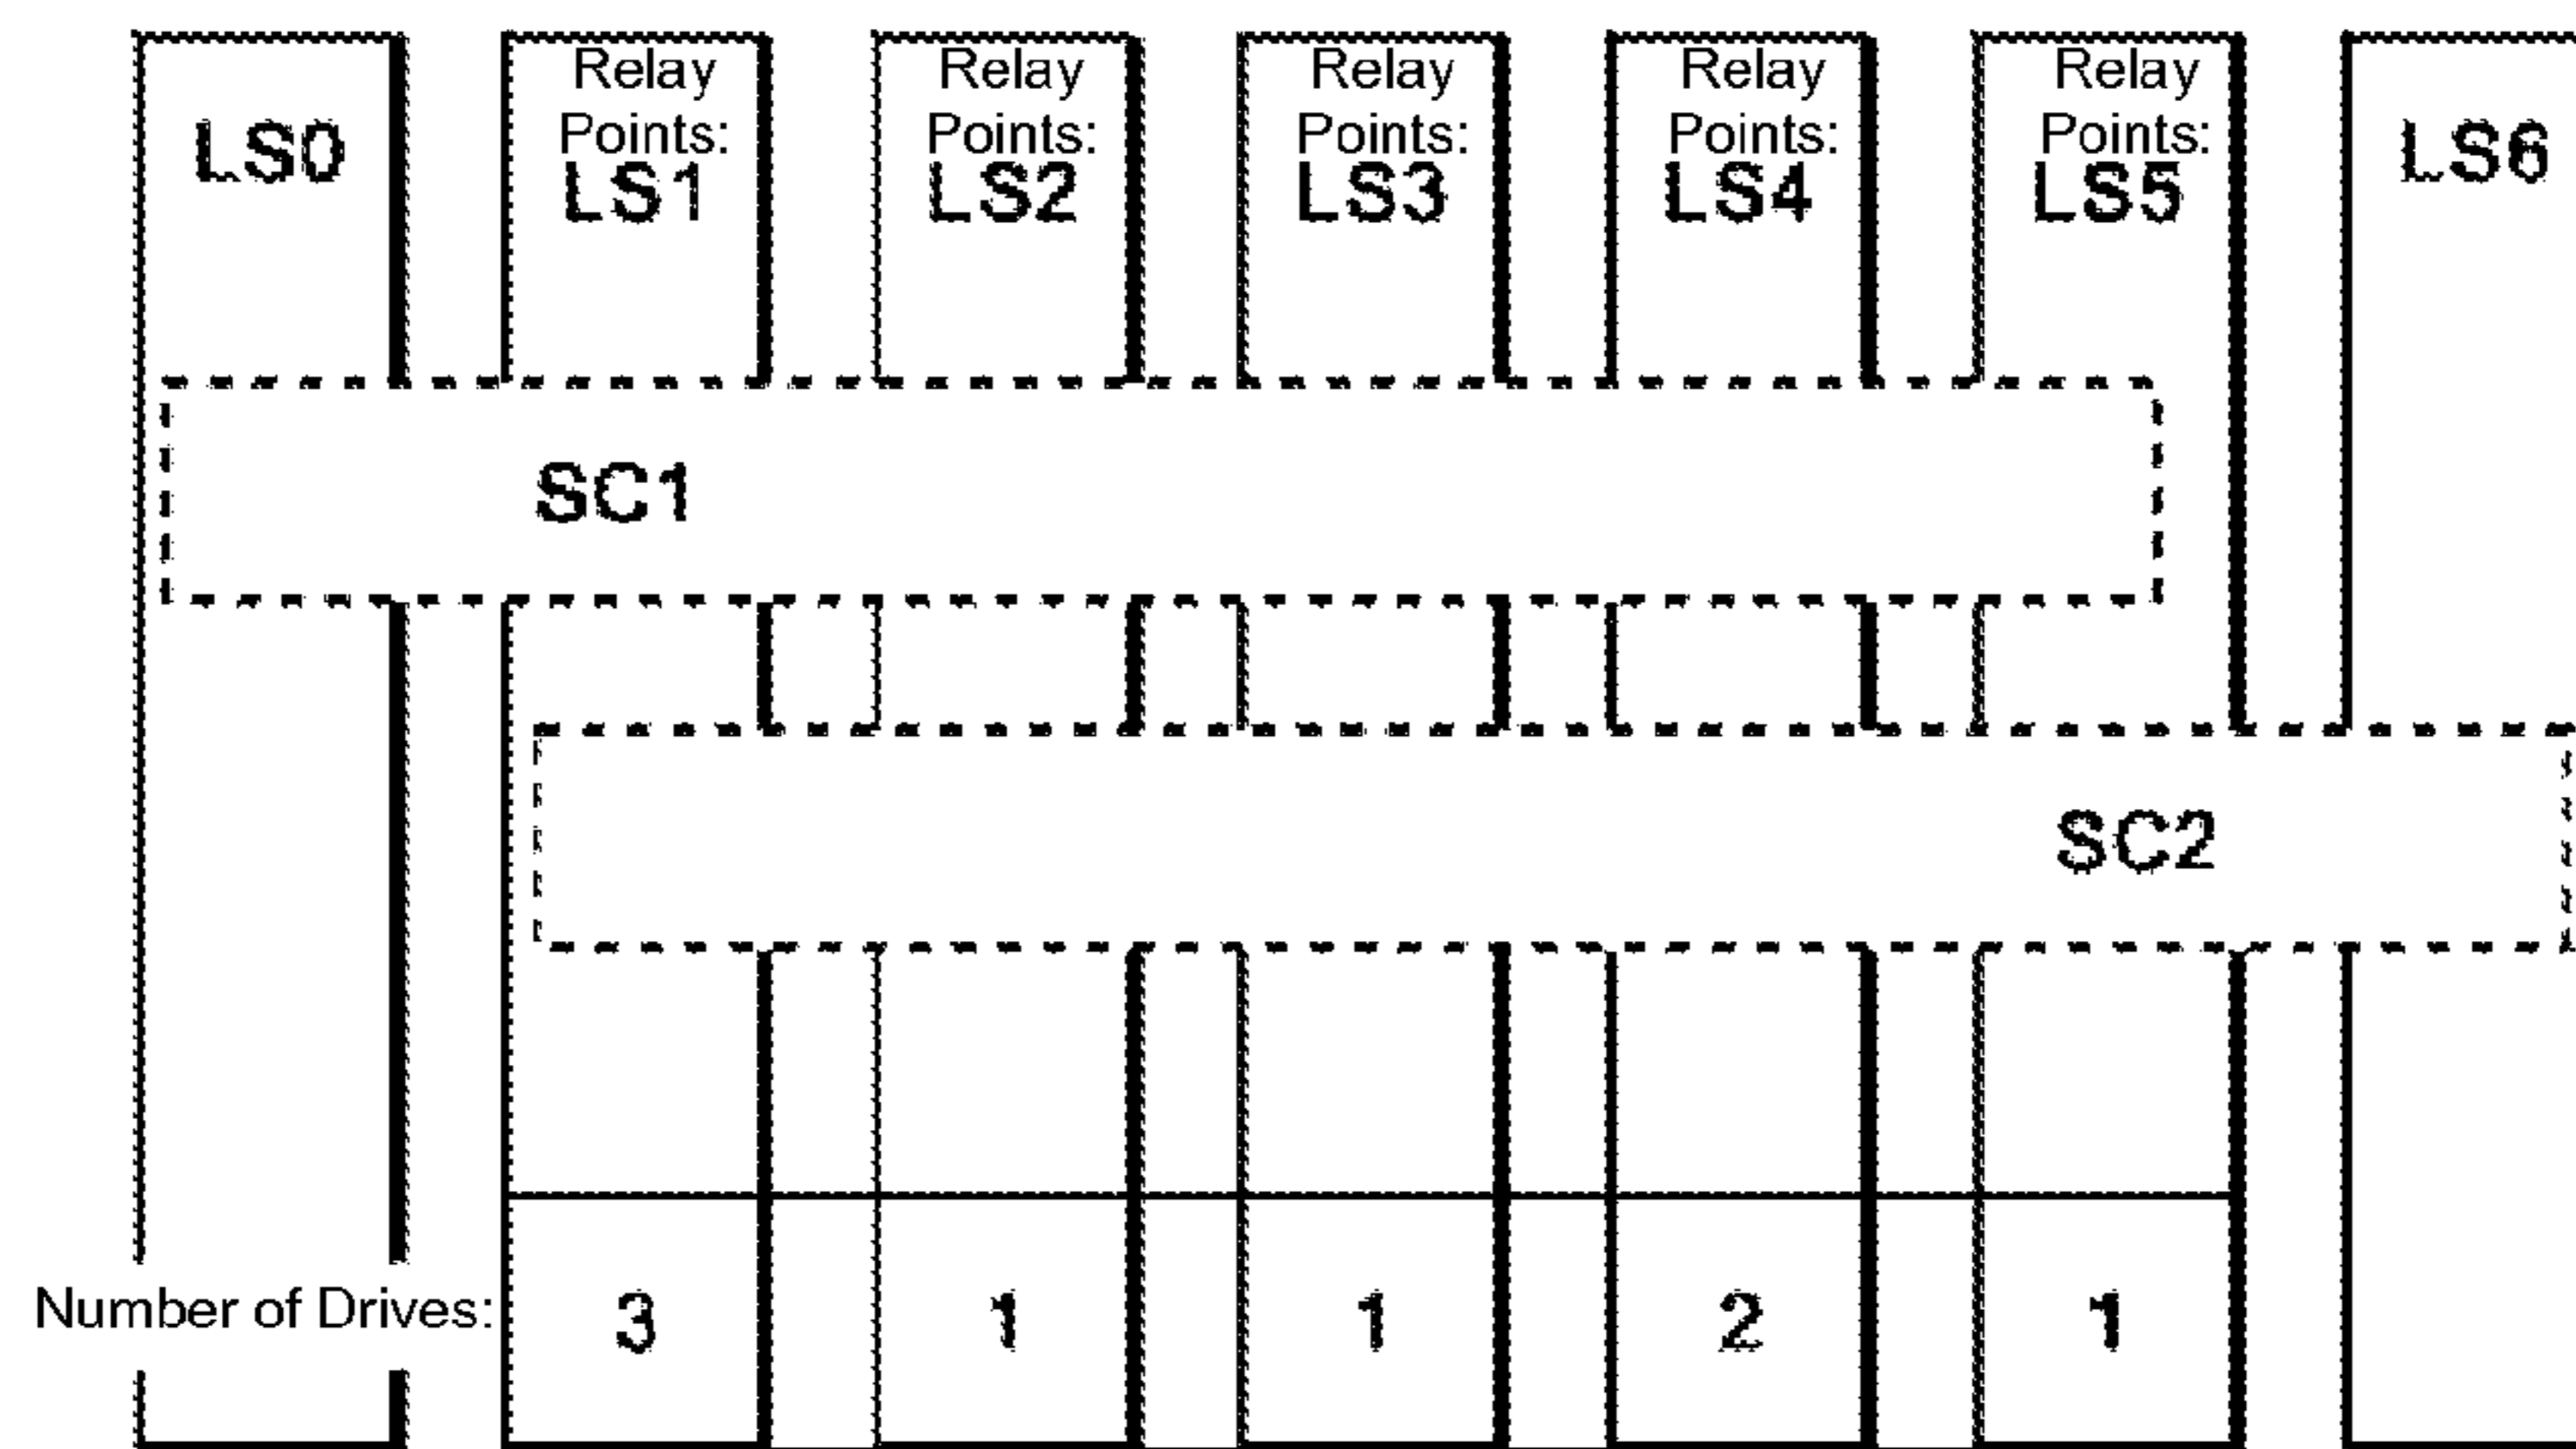 LS0
Relay
Points:
LS1
Relay
Points:
LS2
Relay
Points:
LS3
Relay
Points:
LS4
Relay
Points:
LS5
LS6
SC1
SC2
Number of Drives:
3
1
1
2
1